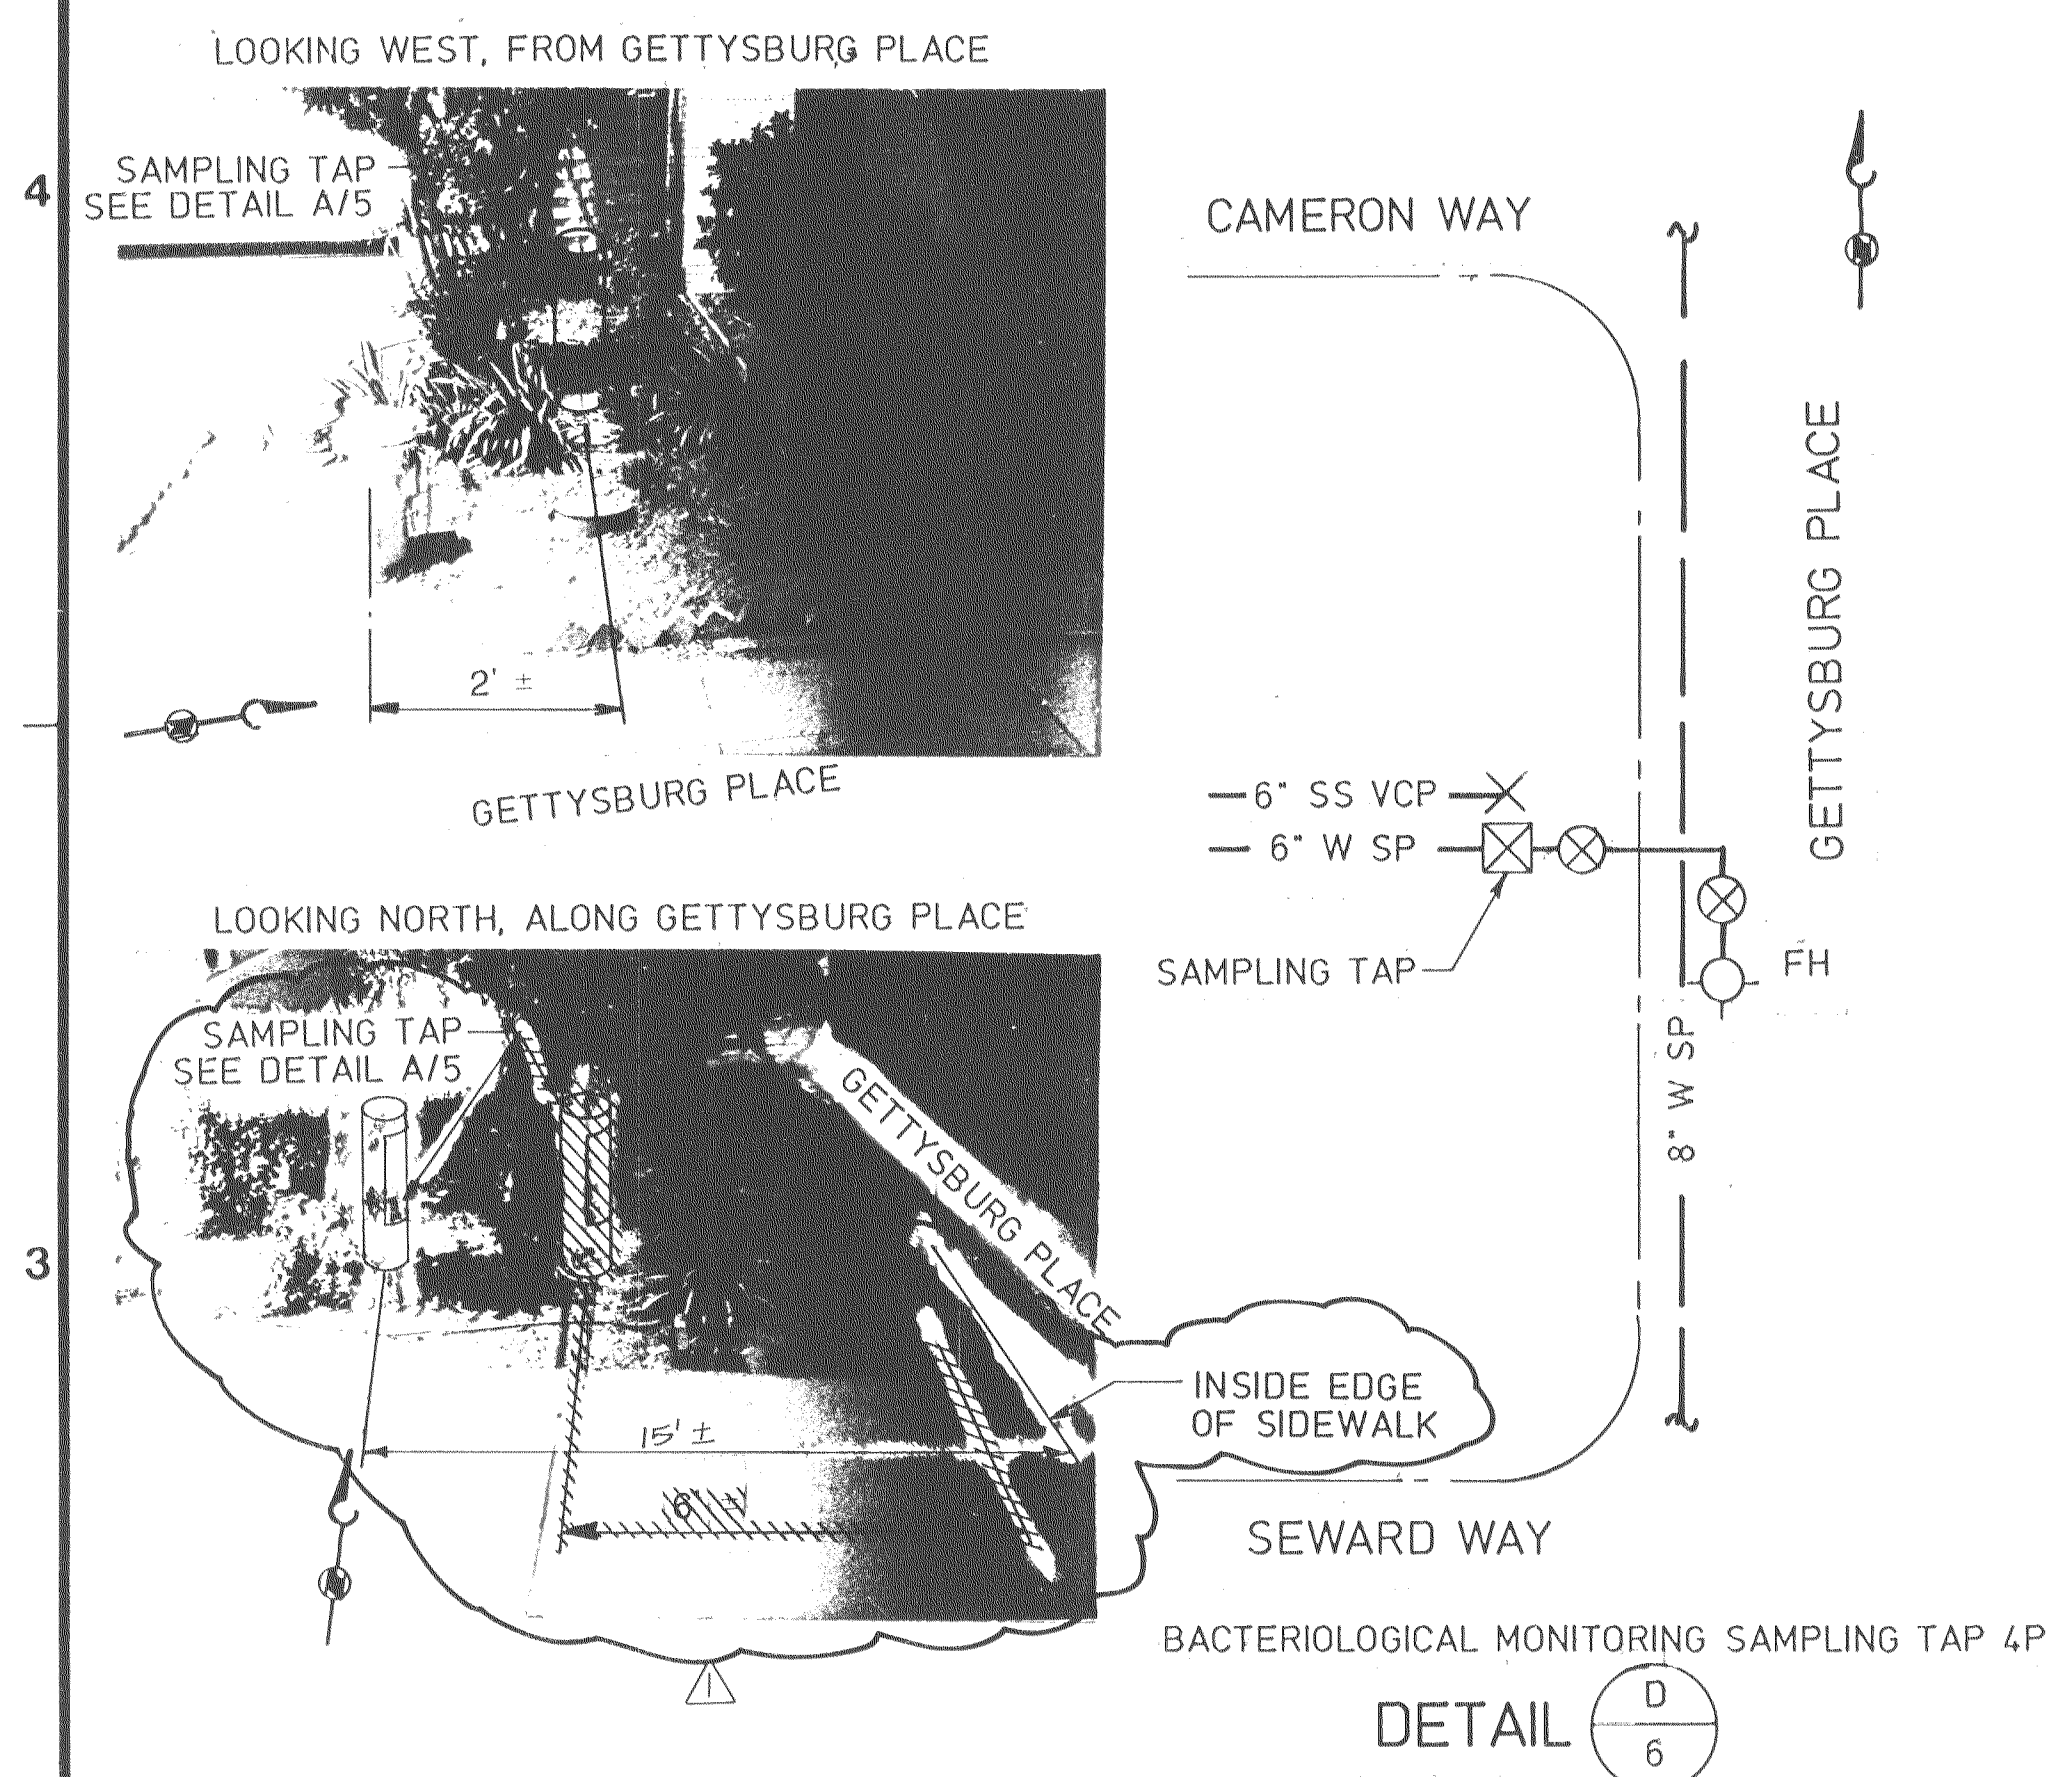 LOOKING WEST, FROM GETTYSBURG PLACE
4
SAMPLING TAP
SEE DETAIL A/5
2' ±
GETTYSBURG PLACE
CAMERON WAY
GETTYSBURG PLACE
6" SS VCP
6" W SP
SAMPLING TAP
FH
8" W SP
LOOKING NORTH, ALONG GETTYSBURG PLACE
SAMPLING TAP
SEE DETAIL A/5
GETTYSBURG PLACE
3
INSIDE EDGE
OF SIDEWALK
15' ±
6' ±
SEWARD WAY
1
BACTERIOLOGICAL MONITORING SAMPLING TAP 4P
DETAIL
D
6